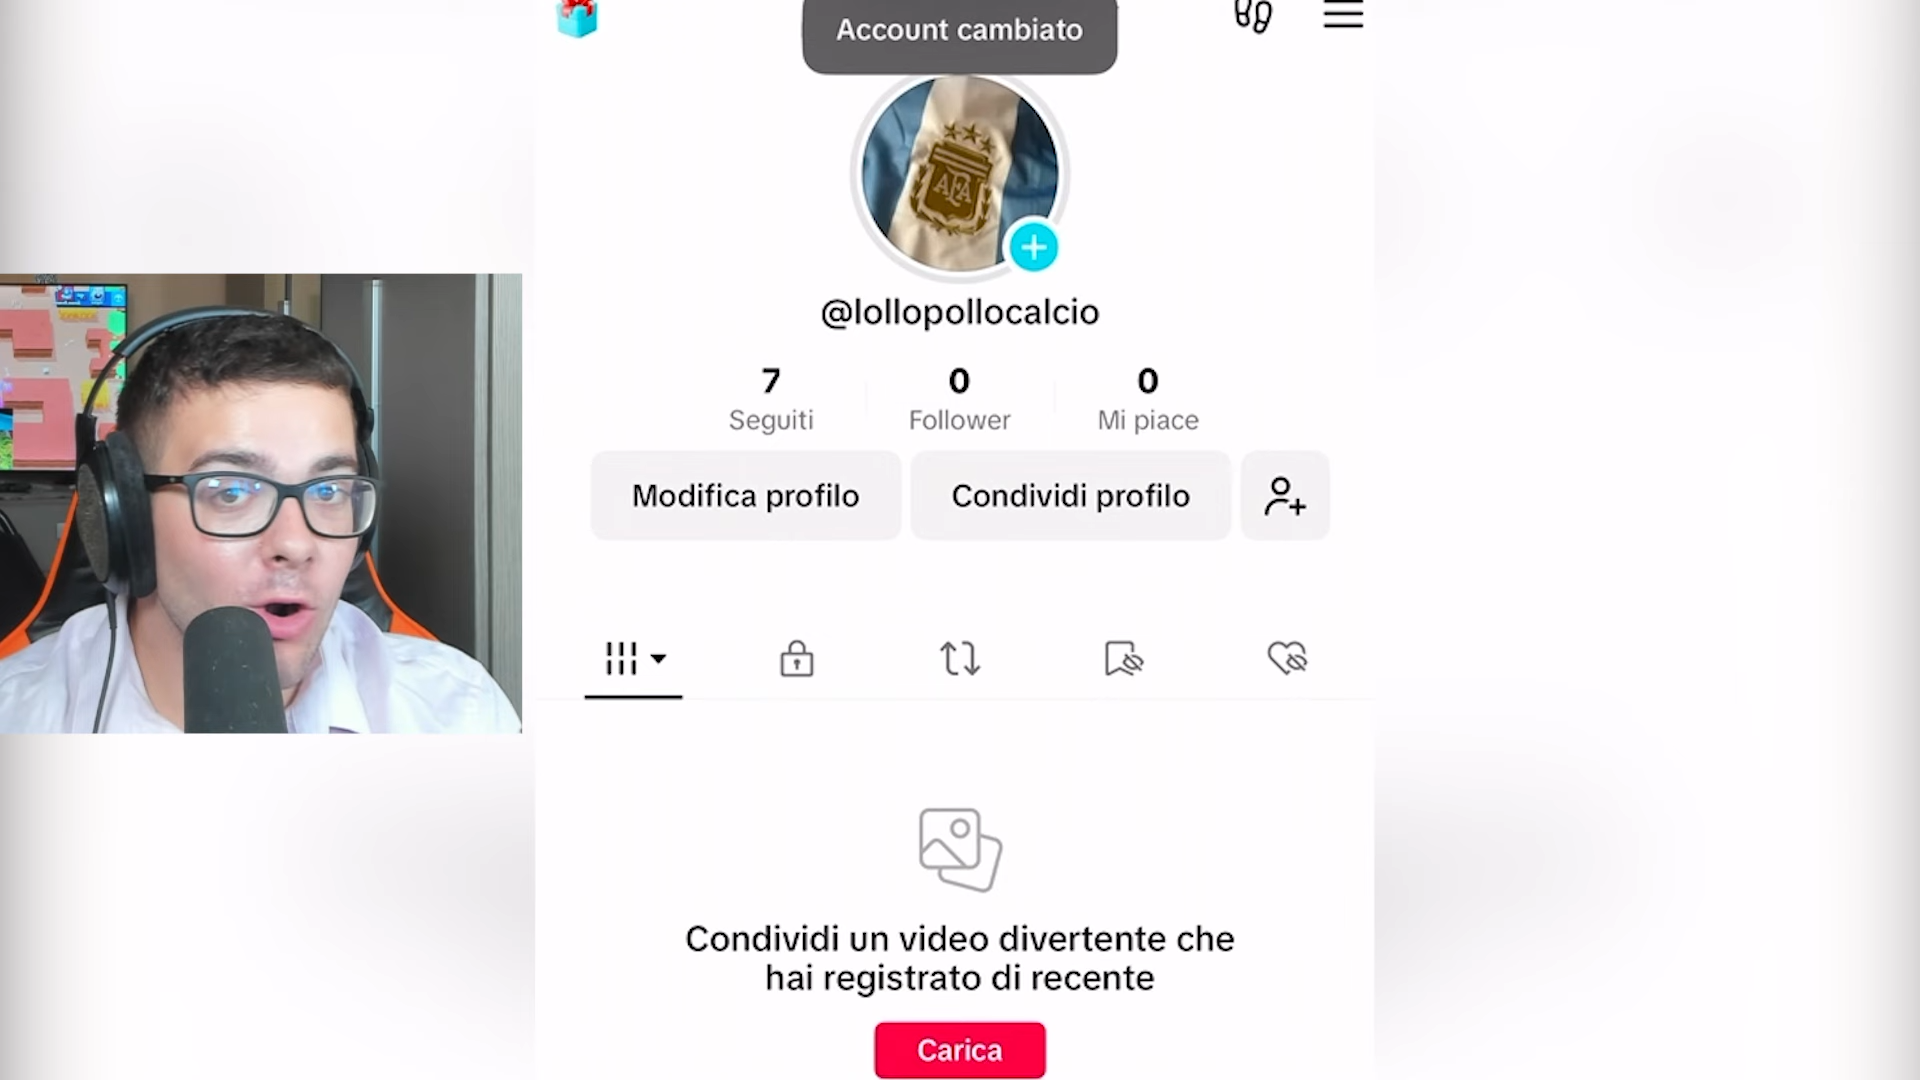 Account cambiato
AFA
@lollopollocalcio
7
Seguiti
0
Follower
0
Mi piace
Modifica profilo
Condividi profilo
Condividi un video divertente che
hai registrato di recente
Carica